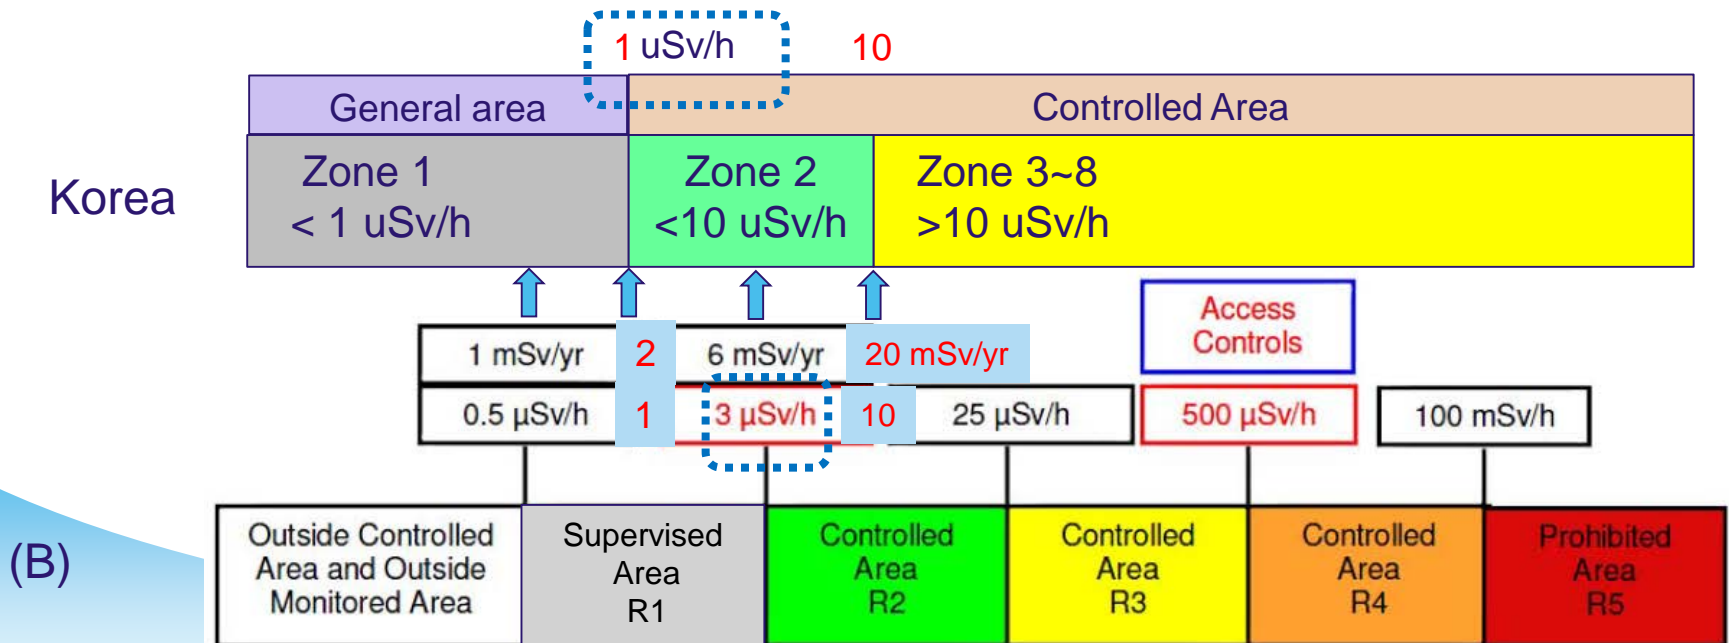 1 uSv/h 10
General area Controlled Area
Korea
Zone 1
< 1 uSv/h
Zone 2
<10 uSv/h
Zone 3~8
>10 uSv/h
Access
Controls
1 mSv/yr 2 6 mSv/yr 20 mSv/yr
0.5 µSv/h 1 3 µSv/h 10 25 µSv/h 500 µSv/h 100 mSv/h
(B)
Outside Controlled
Area and Outside
Monitored Area
Supervised
Area
R1
Controlled
Area
R2
Controlled
Area
R3
Controlled
Area
R4
Prohibited
Area
R5